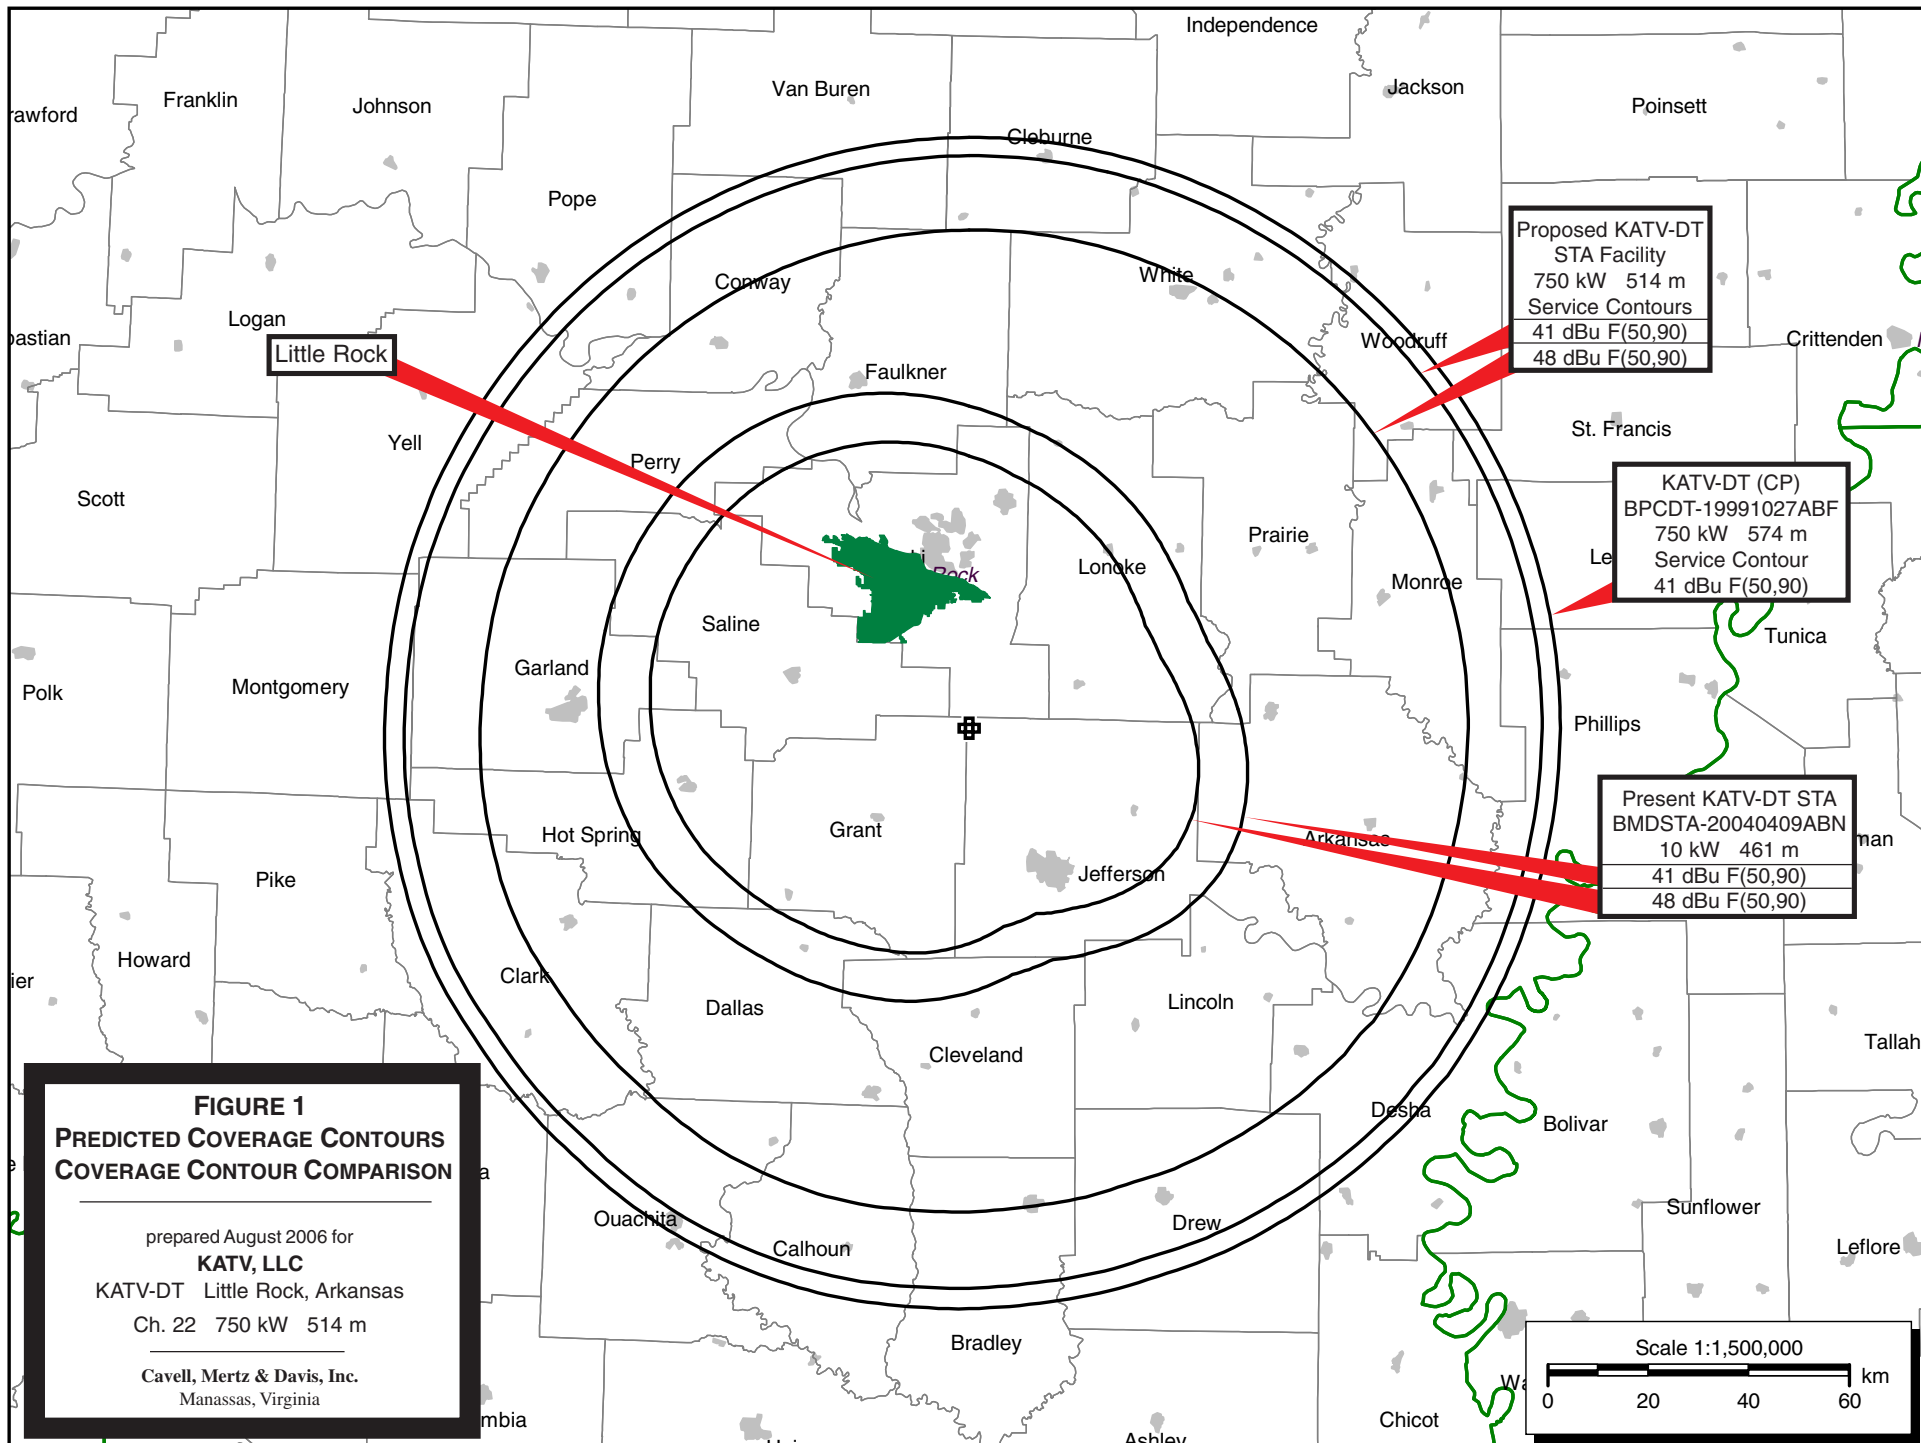 Independence
Franklin
Johnson
Van Buren
Jackson
Poinsett
rawford
Cleburne
Pope
Proposed KATV-DT
STA Facility
750 kW 514 m
Service Contours
41 dBu F(50,90)
48 dBu F(50,90)
Conway
White
Logan
bastian
Little Rock
Woodruff
Crittenden
Faulkner
Yell
Perry
St. Francis
Scott
KATV-DT (CP)
BPCDT-19991027ABF
750 kW 574 m
Service Contour
41 dBu F(50,90)
Prairie
Le
Lonoke
Rock
Monroe
Saline
Tunica
Garland
Polk
Montgomery
Phillips
Present KATV-DT STA
BMDSTA-20040409ABN
10 kW 461 m
41 dBu F(50,90)
48 dBu F(50,90)
Hot Spring
Grant
Arkansas
man
Jefferson
Pike
Howard
ier
Clark
Dallas
Lincoln
Cleveland
Tallah
Desha
Bolivar
FIGURE 1
PREDICTED COVERAGE CONTOURS
COVERAGE CONTOUR COMPARISON
prepared August 2006 for
KATV, LLC
KATV-DT Little Rock, Arkansas
Ch. 22 750 kW 514 m
Cavell, Mertz & Davis, Inc.
Manassas, Virginia
a
Ouachita
Calhoun
Drew
Sunflower
Leflore
Bradley
Scale 1:1,500,000
km
0 20 40 60
Wa
mbia
Chicot
Ashley